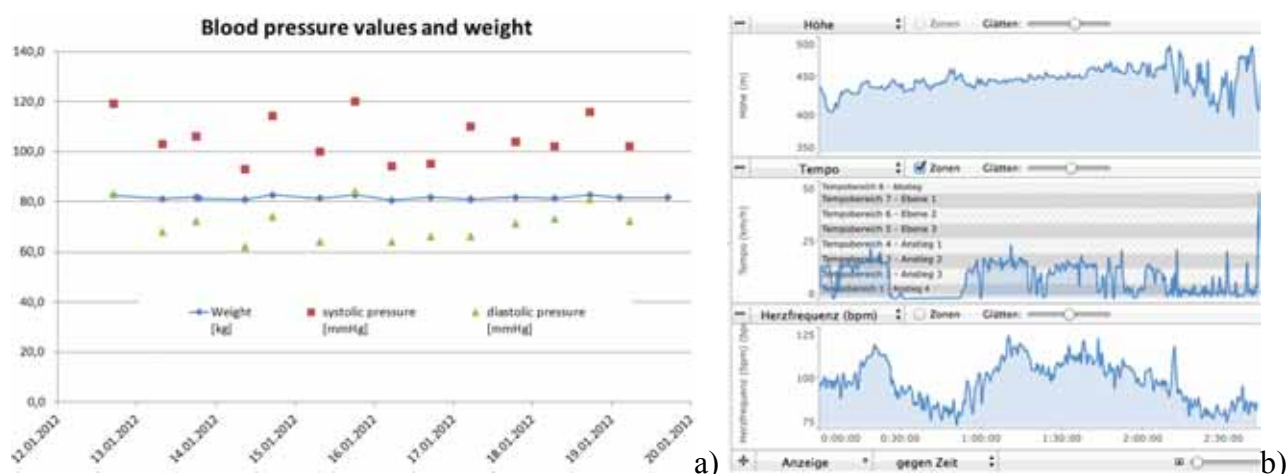 Blood pressure values and weight
140,0
120,0
100,0
80,0
60,0
40,0
20,0
0,0
Weight [kg]
systolic pressure [mmHg]
diastolic pressure [mmHg]
12.01.2012
13.01.2012
14.01.2012
15.01.2012
16.01.2012
17.01.2012
18.01.2012
19.01.2012
20.01.2012
a)
Höhe
Zonen
Glätten:
Höhe (m)
500
450
400
350
Tempo
Zonen
Glätten:
Tempo (km/h)
50
25
0
Tempobereich 8 - Abstieg
Tempobereich 7 - Ebene 1
Tempobereich 6 - Ebene 2
Tempobereich 5 - Ebene 3
Tempobereich 4 - Anstieg 1
Tempobereich 3 - Anstieg 2
Anstieg 3
Anstieg 4
Herzfrequenz (bpm)
Zonen
Glätten:
Herzfrequenz (bpm)
125
100
75
0:00:00
0:30:00
1:00:00
1:30:00
2:00:00
2:30:00
Anzeige
gegen Zeit
b)